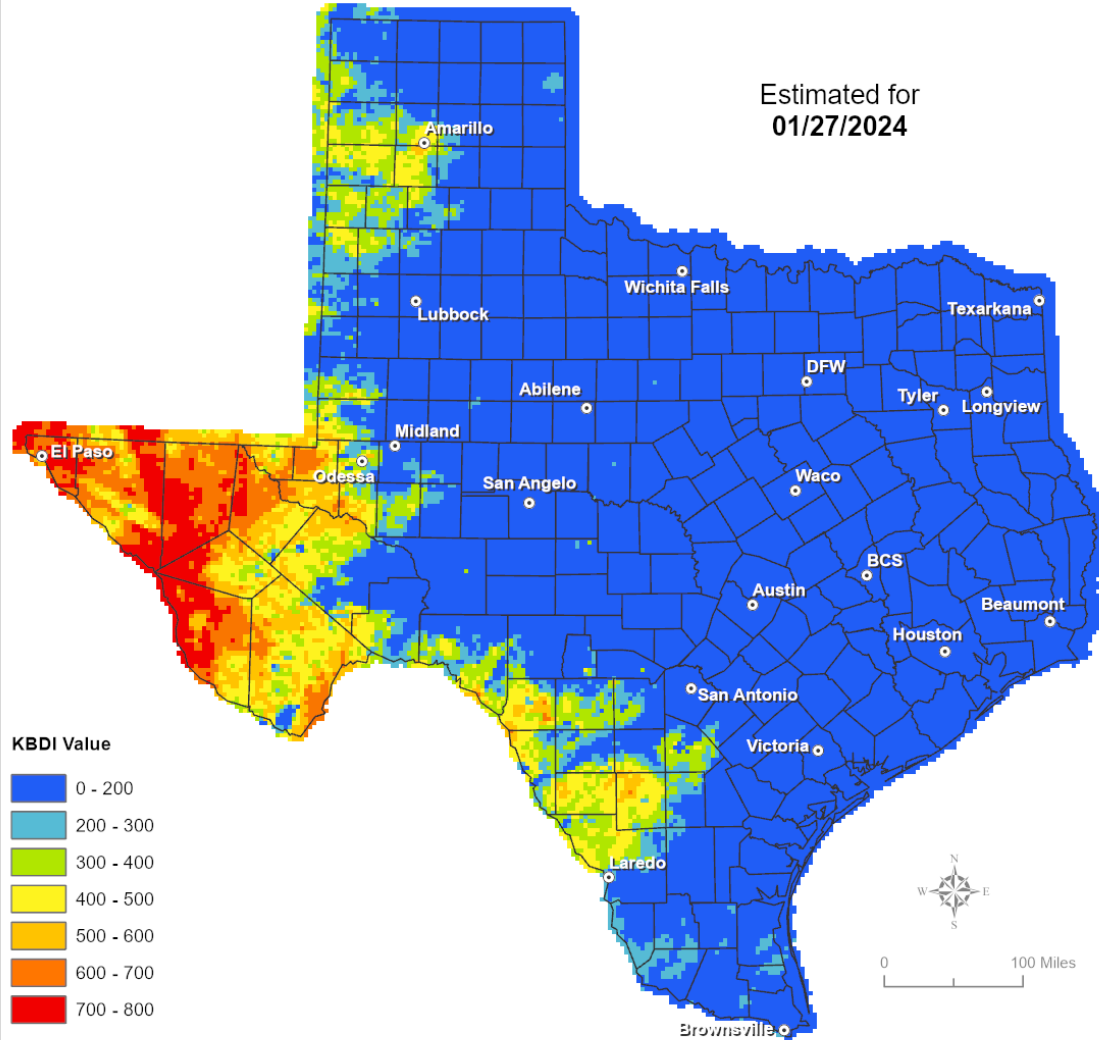 Estimated for
01/27/2024
Amarillo
Wichita Falls
Lubbock
Texarkana
DFW
Abilene
Tyler
Longview
Midland
El Paso
Odessa
San Angelo
Waco
BCS
Austin
Beaumont
Houston
San Antonio
Victoria
KBDI Value
0 - 200
200 - 300
300 - 400
400 - 500
500 - 600
600 - 700
700 - 800
Laredo
N
W E
S
0 100 Miles
Brownsville